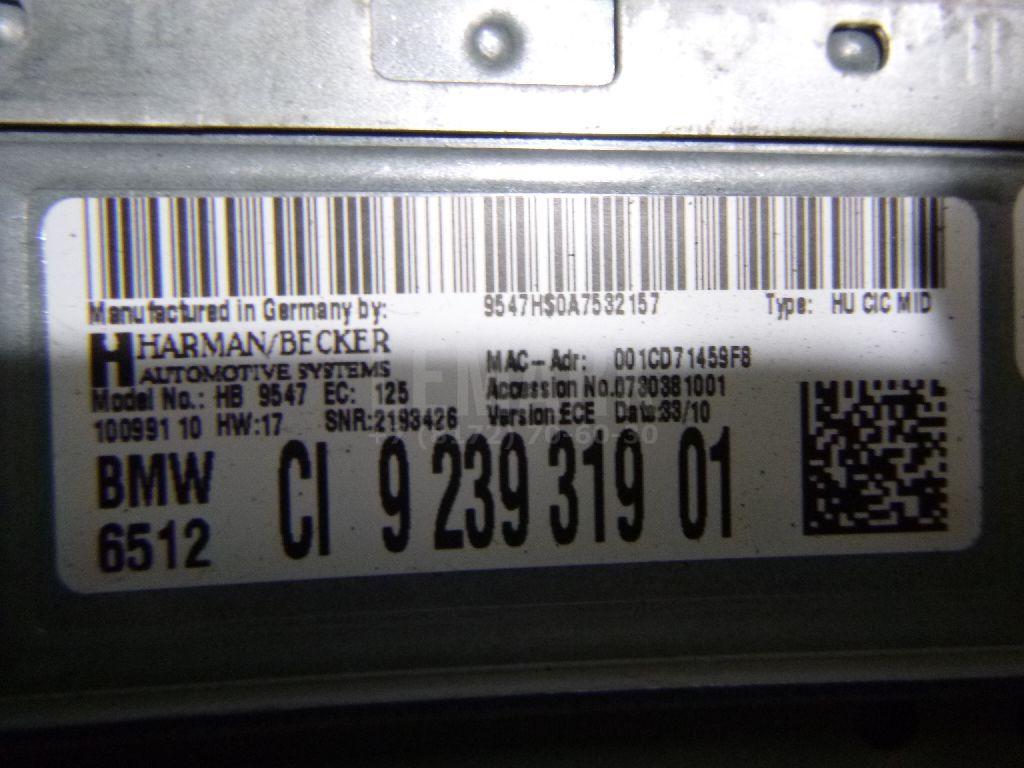 Manufactured in Germany by: 9547HS0A7532157 Type: HU CIC MID
HARMAN/BECKER
AUTOMOTIVE SYSTEMS
MAC-Adr: 001CD71459F8
Model No.: HB 9547 EC: 125 Accession No.0730381001
100991 10 HW:17 SNR:2193426 Version:ECE Date:33/10
BMW CI 9 239 319 01
6512